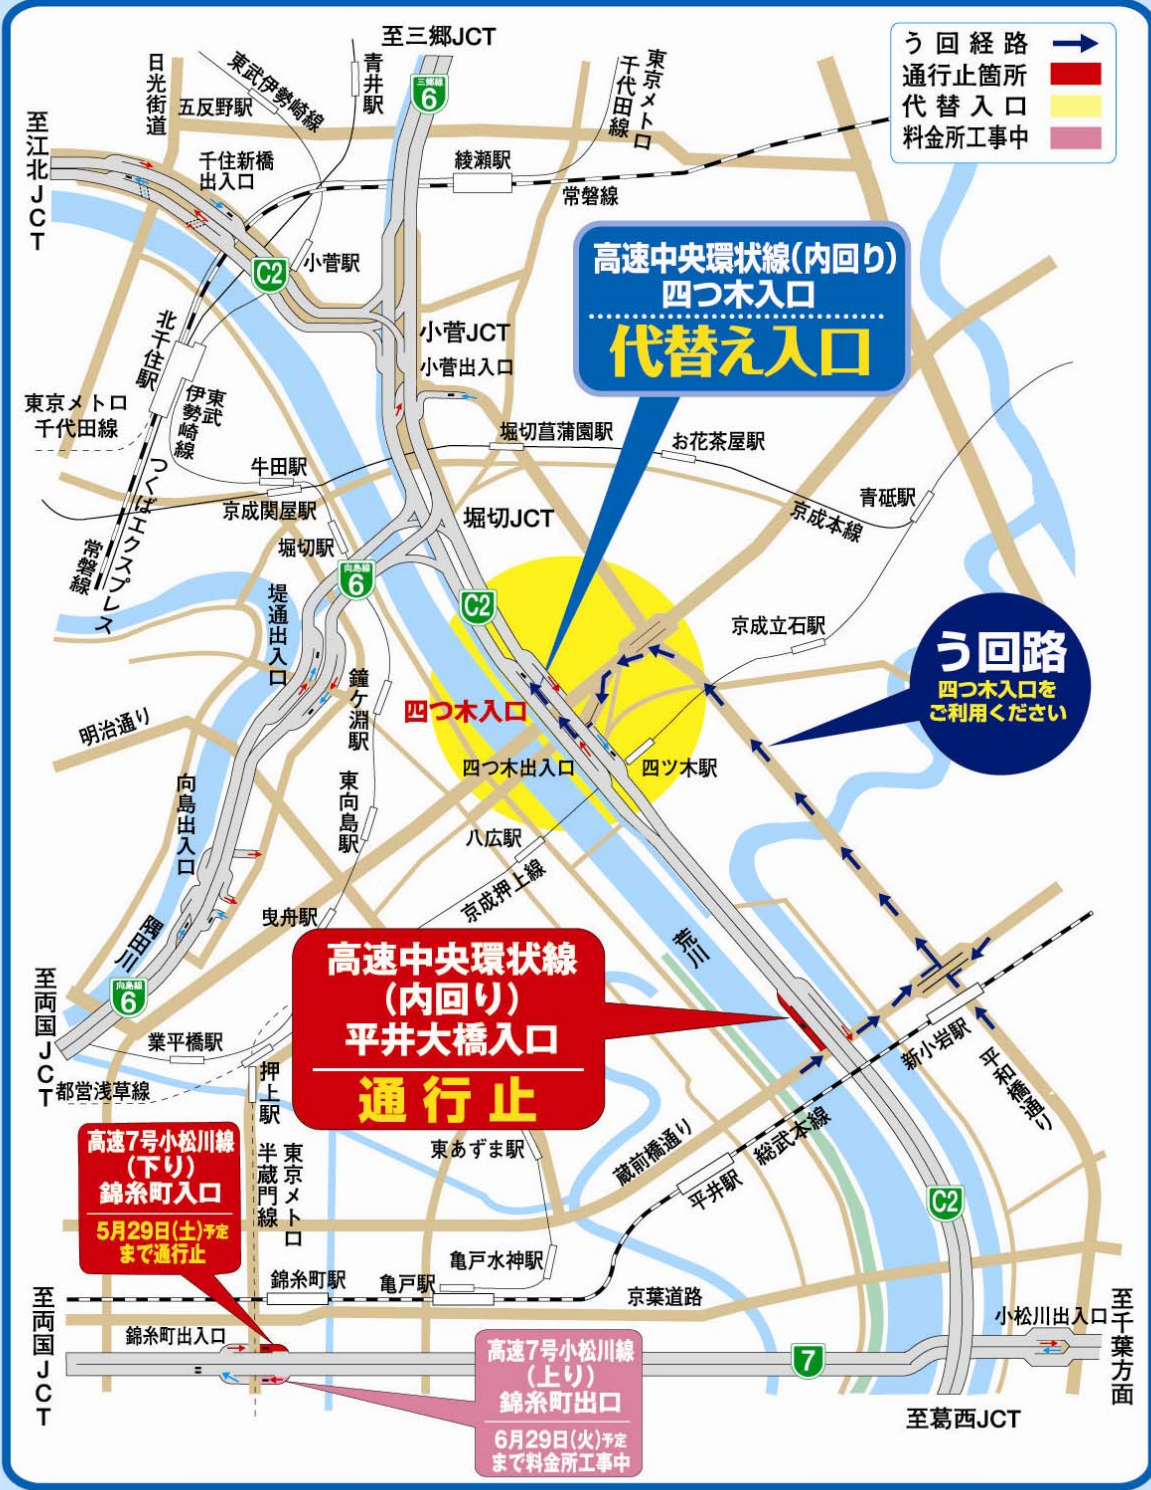 至三郷JCT
う回経路
通行止箇所
代替入口
料金所工事中
日光街道
東武伊勢崎線
五反野駅
青井駅
三郷線
6
東京メトロ
千代田線
至江北JCT
千住新橋
出入口
綾瀬駅
常磐線
C2
小菅駅
高速中央環状線(内回り)
四つ木入口
代替え入口
北千住駅
小菅JCT
小菅出入口
東京メトロ
千代田線
東武
伊勢崎線
堀切菖蒲園駅
お花茶屋駅
牛田駅
京成関屋駅
つくばエクスプレス
常磐線
青砥駅
京成本線
堀切JCT
堀切駅
向島線
6
堤通出入口
C2
京成立石駅
う回路
四つ木入口を
ご利用ください
鐘ケ淵駅
四つ木入口
明治通り
四つ木出入口
四ツ木駅
向島出入口
東向島駅
八広駅
京成押上線
曳舟駅
隅田川
荒川
高速中央環状線
(内回り)
平井大橋入口
通行止
至両国JCT
向島線
6
業平橋駅
都営浅草線
押上駅
新小岩駅
平和橋通り
高速7号小松川線
(下り)
錦糸町入口
5月29日(土)予定
まで通行止
東京メトロ
半蔵門線
東あずま駅
蔵前橋通り
総武本線
平井駅
C2
亀戸水神駅
錦糸町駅
亀戸駅
京葉道路
至両国JCT
錦糸町出入口
高速7号小松川線
(上り)
錦糸町出口
6月29日(火)予定
まで料金所工事中
7
小松川出入口
至千葉方面
至葛西JCT